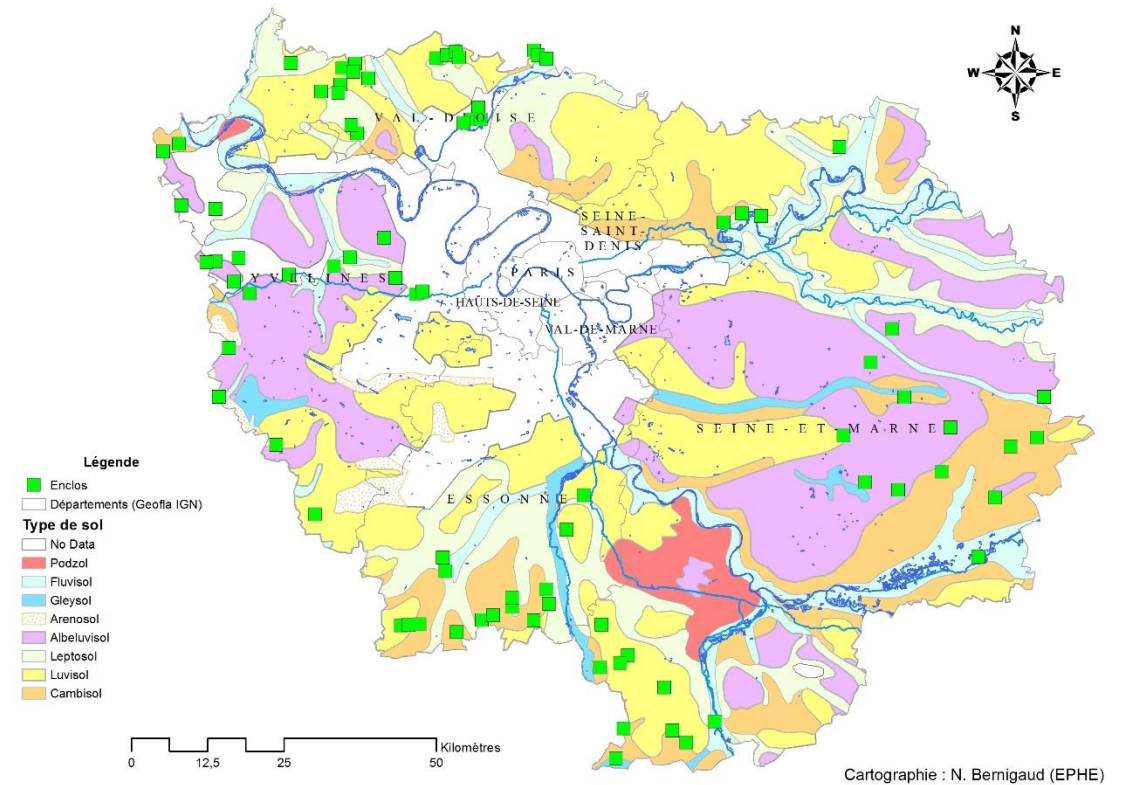 N
W E
S
VAL-D'OISE
SEINE-
SAINT-
DENIS
PARIS
YVELINES
HAUTS-DE-SEINE
VAL-DE-MARNE
SEINE-ET-MARNE
ESSONNE
Légende
Enclos
Départements (Geofla IGN)
Type de sol
No Data
Podzol
Fluvisol
Gleysol
Arenosol
Albeluvisol
Leptosol
Luvisol
Cambisol
Kilomètres
0 12,5 25 50
Cartographie : N. Bernigaud (EPHE)